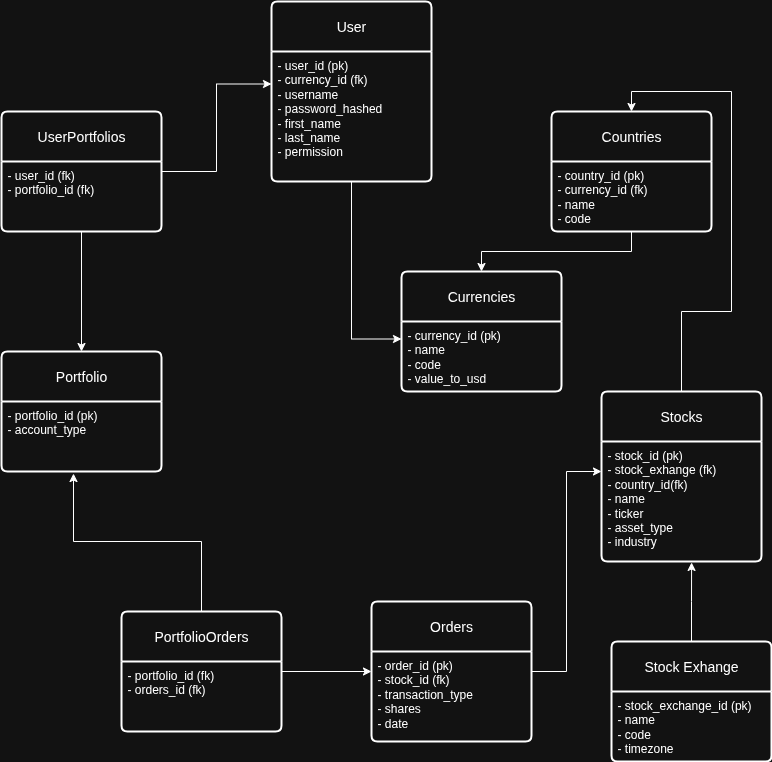 User
- user_id (pk)
- currency_id (fk)
- username
- password_hashed
- first_name
- last_name
- permission
UserPortfolios
- user_id (fk)
- portfolio_id (fk)
Countries
- country_id (pk)
- currency_id (fk)
- name
- code
Currencies
- currency_id (pk)
- name
- code
- value_to_usd
Portfolio
- portfolio_id (pk)
- account_type
Stocks
- stock_id (pk)
- stock_exhange (fk)
- country_id(fk)
- name
- ticker
- asset_type
- industry
PortfolioOrders
- portfolio_id (fk)
- orders_id (fk)
Orders
- order_id (pk)
- stock_id (fk)
- transaction_type
- shares
- date
Stock Exhange
- stock_exchange_id (pk)
- name
- code
- timezone